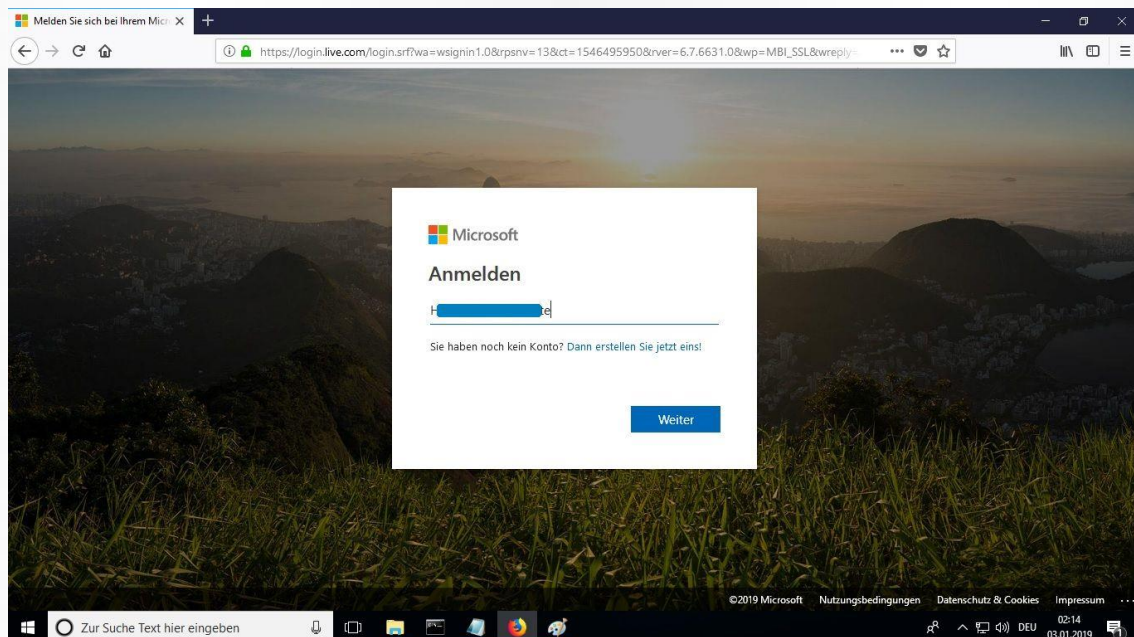 Melden Sie sich bei Ihrem Micr
https://login.live.com/login.srf?wa=wsignin1.0&rpsnv=13&ct=1546495950&rver=6.7.6631.0&wp=MBI_SSL&wreply=
Microsoft
Anmelden
H te
Sie haben noch kein Konto? Dann erstellen Sie jetzt eins!
Weiter
©2019 Microsoft Nutzungsbedingungen Datenschutz & Cookies Impressum ...
Zur Suche Text hier eingeben DEU 02:14
03.01.2019